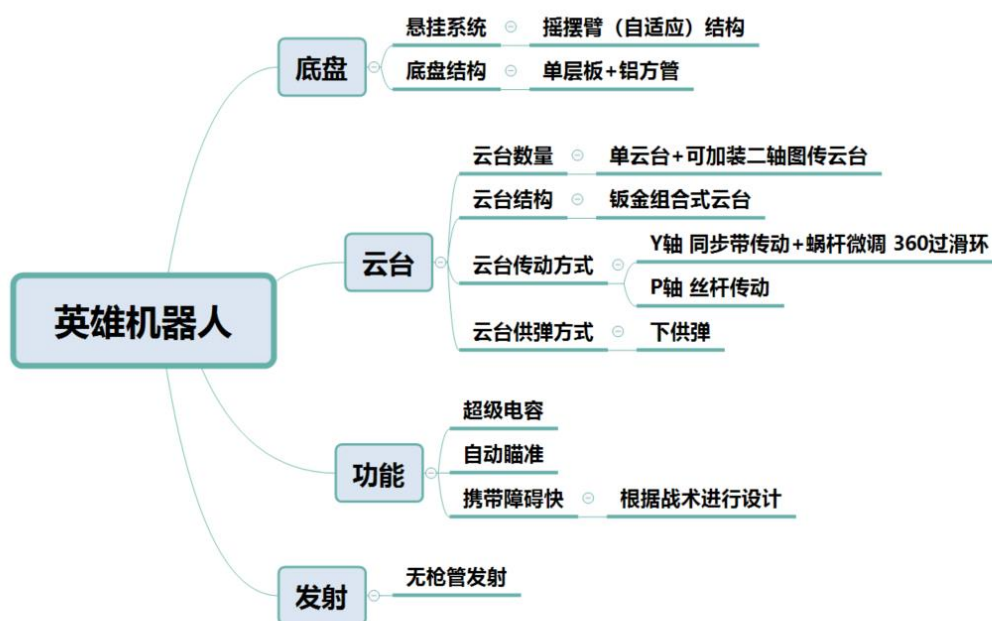 英雄机器人
底盘
悬挂系统
摇摆臂（自适应）结构
底盘结构
单层板+铝方管
云台
云台数量
单云台+可加装二轴图传云台
云台结构
钣金组合式云台
云台传动方式
Y轴 同步带传动+蜗杆微调 360过滑环
P轴 丝杆传动
云台供弹方式
下供弹
功能
超级电容
自动瞄准
携带障碍快
根据战术进行设计
发射
无枪管发射